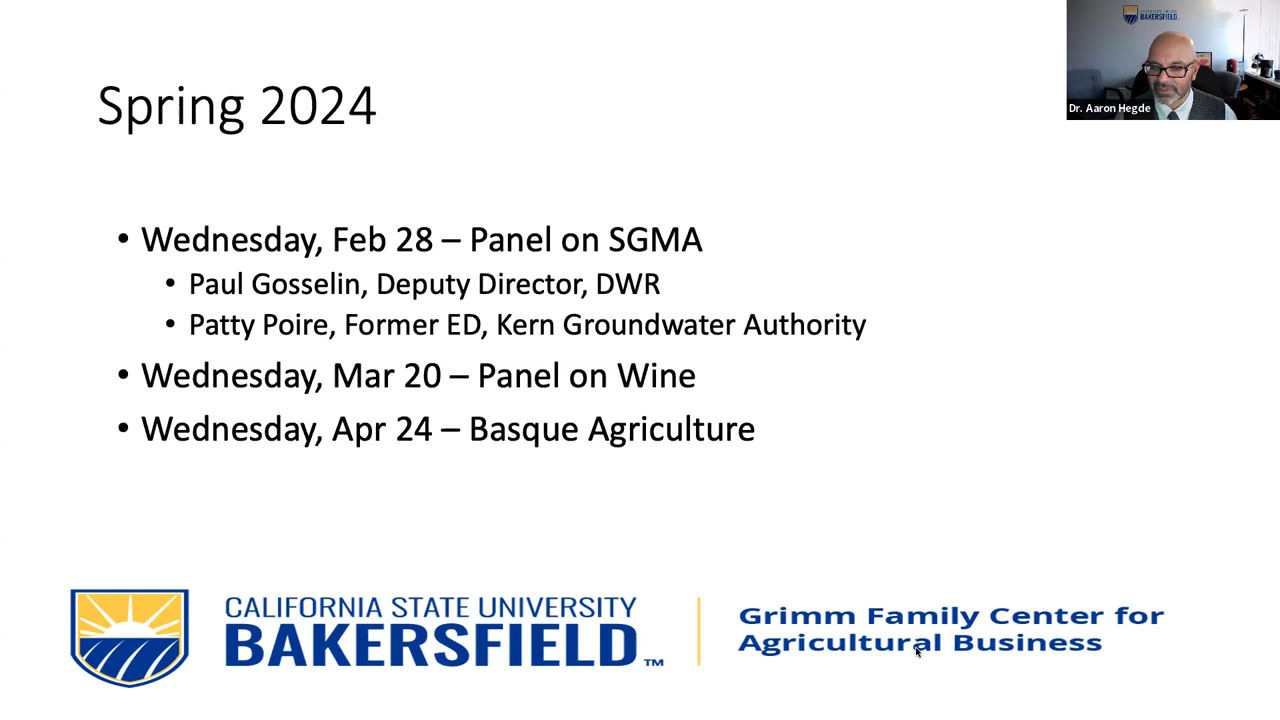 BAKERSFIELD
Dr. Aaron Hegde
Spring 2024
• Wednesday, Feb 28 – Panel on SGMA
• Paul Gosselin, Deputy Director, DWR
• Patty Poire, Former ED, Kern Groundwater Authority
• Wednesday, Mar 20 – Panel on Wine
• Wednesday, Apr 24 – Basque Agriculture
CALIFORNIA STATE UNIVERSITY
BAKERSFIELD™
Grimm Family Center for
Agricultural Business